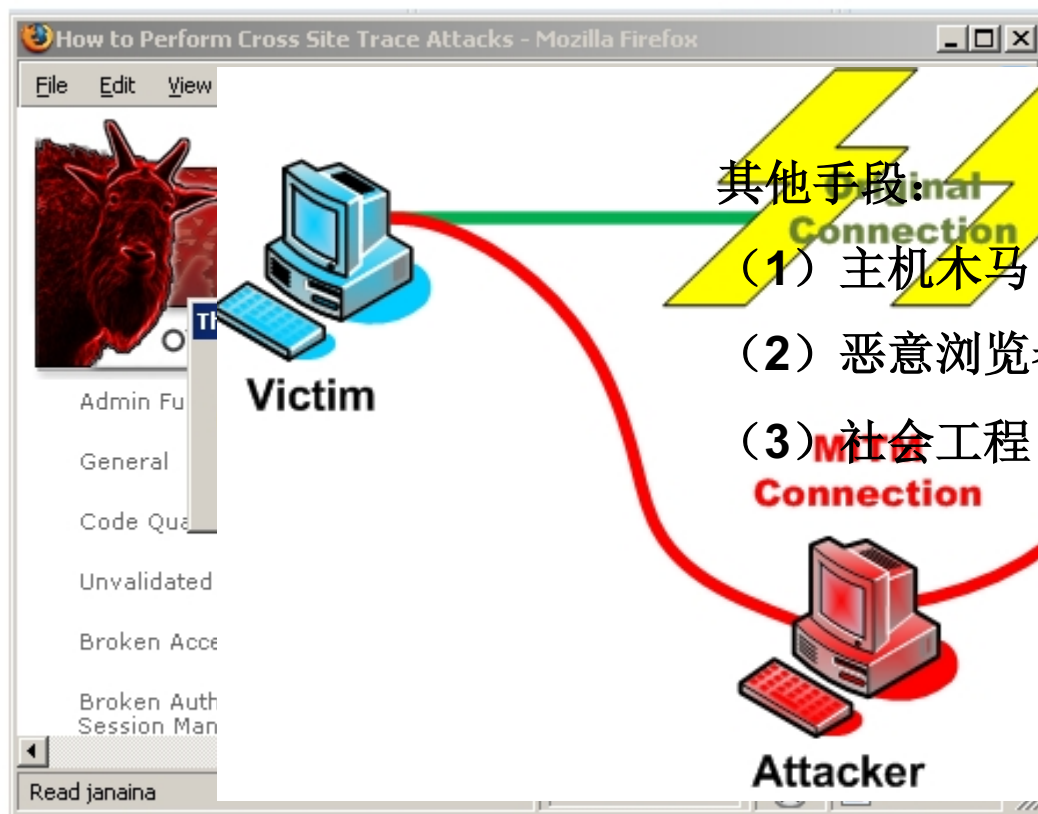 How to Perform Cross Site Trace Attacks - Mozilla Firefox
File Edit View
其他手段:
Original
Connection
（1）主机木马
（2）恶意浏览
（3）社会工程
MITM
Connection
Victim
Attacker
Admin Fu
General
Code Qua
Unvalidated
Broken Acce
Broken Auth
Session Man
Read janaina